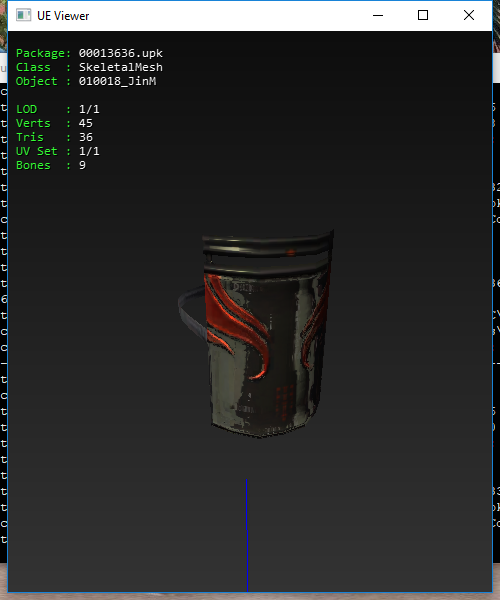 UE Viewer
Package: 00013636.upk
Class : SkeletalMesh
Object : 010018_JinM
LOD : 1/1
Verts : 45
Tris : 36
UV Set : 1/1
Bones : 9